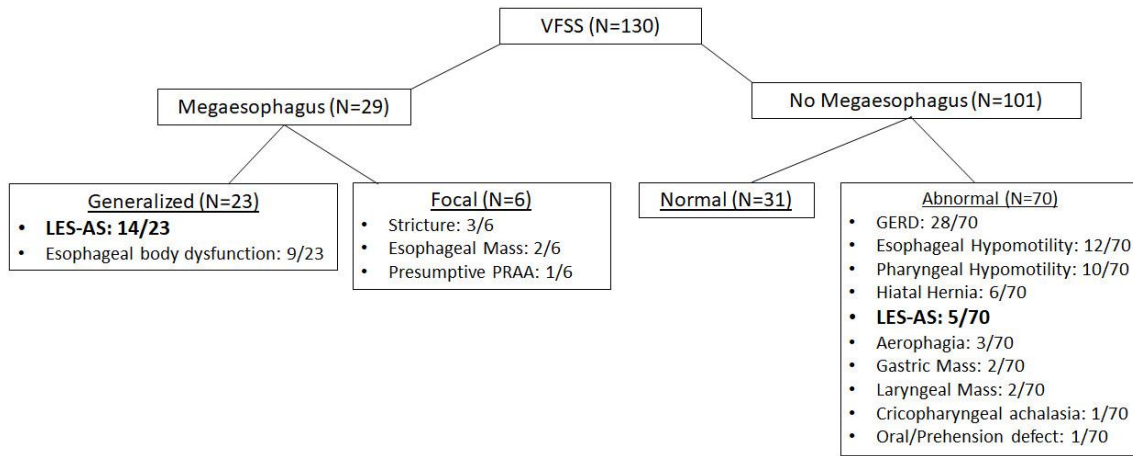 VFSS (N=130)
Megaesophagus (N=29)
No Megaesophagus (N=101)
Generalized (N=23)
• LES-AS: 14/23
• Esophageal body dysfunction: 9/23
Focal (N=6)
• Stricture: 3/6
• Esophageal Mass: 2/6
• Presumptive PRAA: 1/6
Normal (N=31)
Abnormal (N=70)
• GERD: 28/70
• Esophageal Hypomotility: 12/70
• Pharyngeal Hypomotility: 10/70
• Hiatal Hernia: 6/70
• LES-AS: 5/70
• Aerophagia: 3/70
• Gastric Mass: 2/70
• Laryngeal Mass: 2/70
• Cricopharyngeal achalasia: 1/70
• Oral/Prehension defect: 1/70